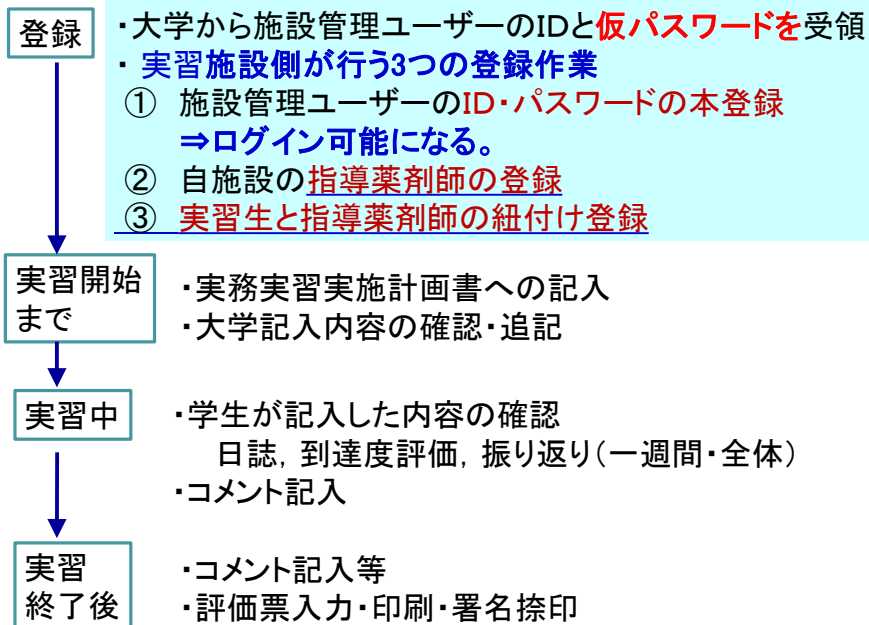 登録
・大学から施設管理ユーザーのIDと仮パスワードを受領
・ 実習施設側が行う3つの登録作業
① 施設管理ユーザーのID・パスワードの本登録
⇒ログイン可能になる。
② 自施設の指導薬剤師の登録
③ 実習生と指導薬剤師の紐付け登録
実習開始
まで
・実務実習実施計画書への記入
・大学記入内容の確認・追記
実習中
・学生が記入した内容の確認
日誌, 到達度評価, 振り返り(一週間・全体)
・コメント記入
実習
終了後
・コメント記入等
・評価票入力・印刷・署名捺印